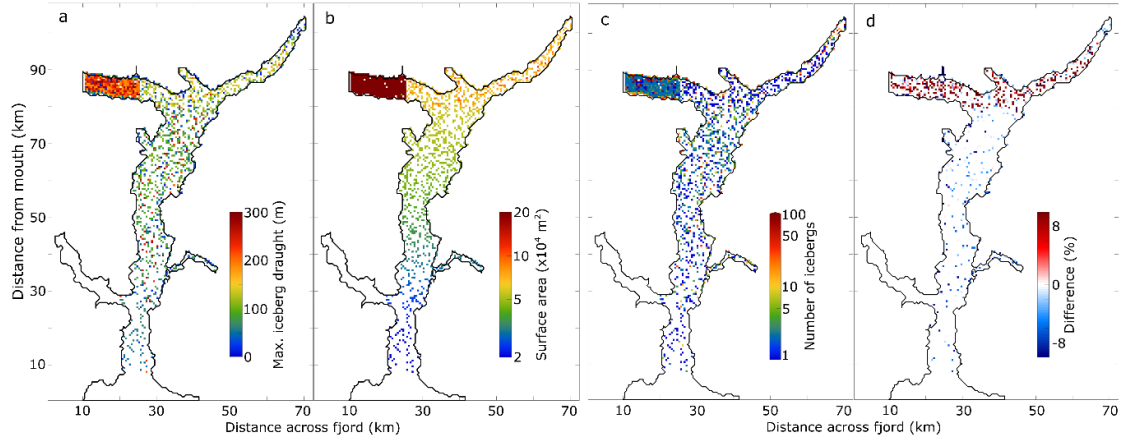 a
b
c
d
Distance from mouth (km)
90
70
50
30
10
300
200
100
0
Max. iceberg draught (m)
20
10
5
2
Surface area (x10⁴ m²)
100
50
10
5
1
Number of icebergs
8
0
-8
Difference (%)
10 30 50 70
10 30 50 70
10 30 50 70
10 30 50 70
Distance across fjord (km)
Distance across fjord (km)